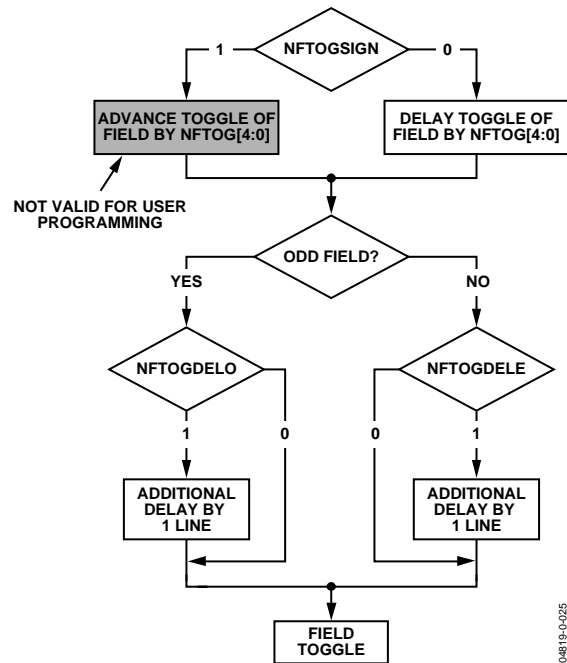 NFTOGSIGN
1
0
ADVANCE TOGGLE OF
FIELD BY NFTOG[4:0]
DELAY TOGGLE OF
FIELD BY NFTOG[4:0]
NOT VALID FOR USER
PROGRAMMING
ODD FIELD?
YES
NO
NFTOGDELO
NFTOGDELE
1
0
0
1
ADDITIONAL
DELAY BY
1 LINE
ADDITIONAL
DELAY BY
1 LINE
FIELD
TOGGLE
04819-0-025